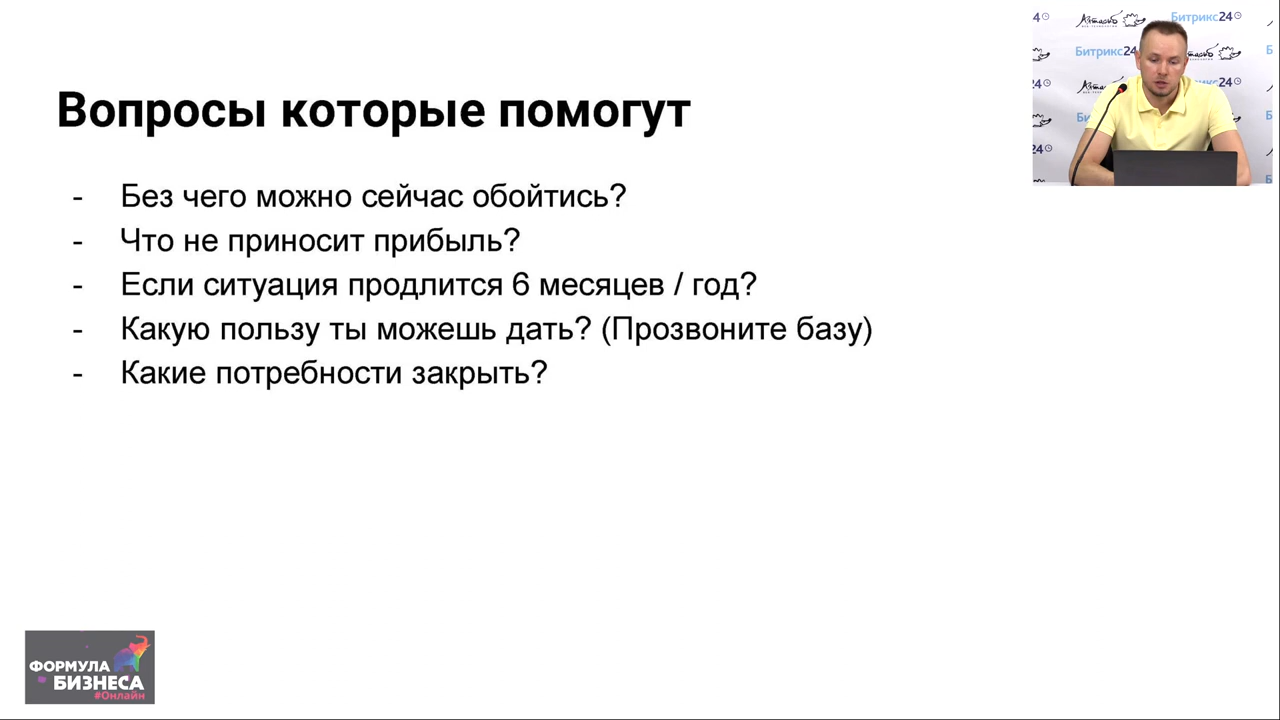 Вопросы которые помогут
- Без чего можно сейчас обойтись?
- Что не приносит прибыль?
- Если ситуация продлится 6 месяцев / год?
- Какую пользу ты можешь дать? (Прозвоните базу)
- Какие потребности закрыть?
Битрикс24
Битрикс24
ФОРМУЛА
БИЗНЕСА
#Онлайн